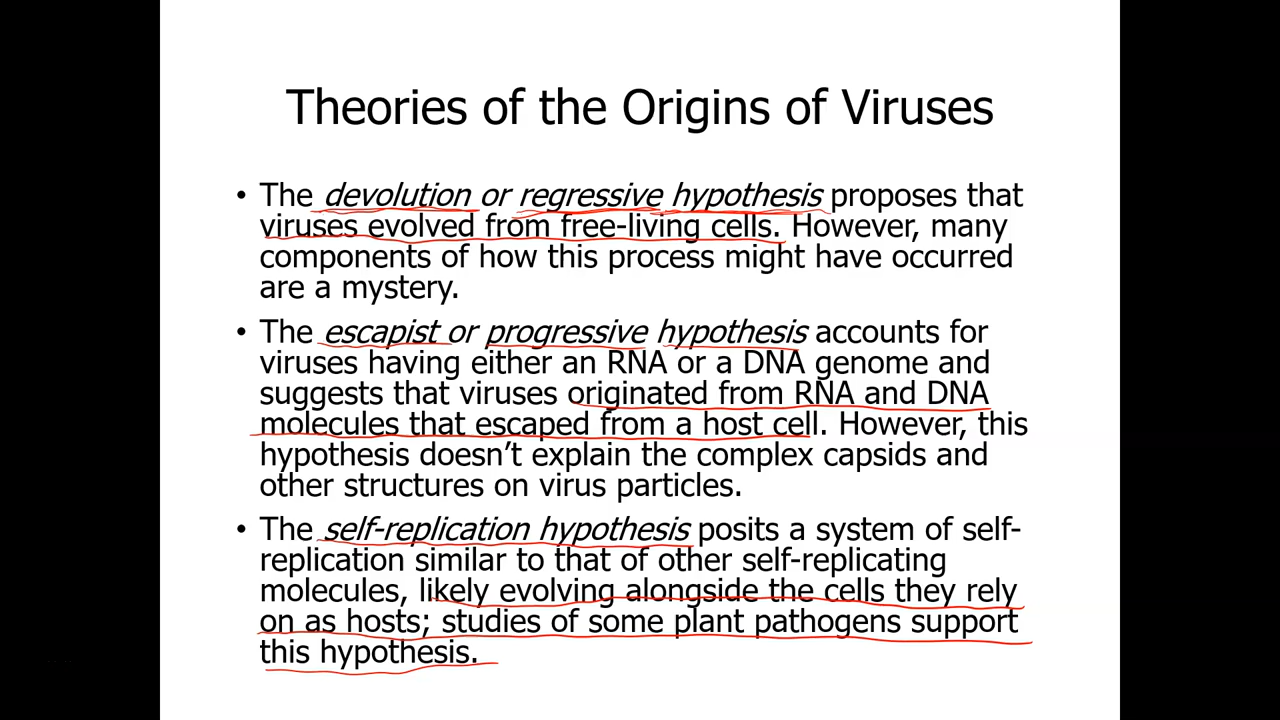 Theories of the Origins of Viruses
• The devolution or regressive hypothesis proposes that
viruses evolved from free-living cells. However, many
components of how this process might have occurred
are a mystery.
• The escapist or progressive hypothesis accounts for
viruses having either an RNA or a DNA genome and
suggests that viruses originated from RNA and DNA
molecules that escaped from a host cell. However, this
hypothesis doesn’t explain the complex capsids and
other structures on virus particles.
• The self-replication hypothesis posits a system of self-
replication similar to that of other self-replicating
molecules, likely evolving alongside the cells they rely
on as hosts; studies of some plant pathogens support
this hypothesis.